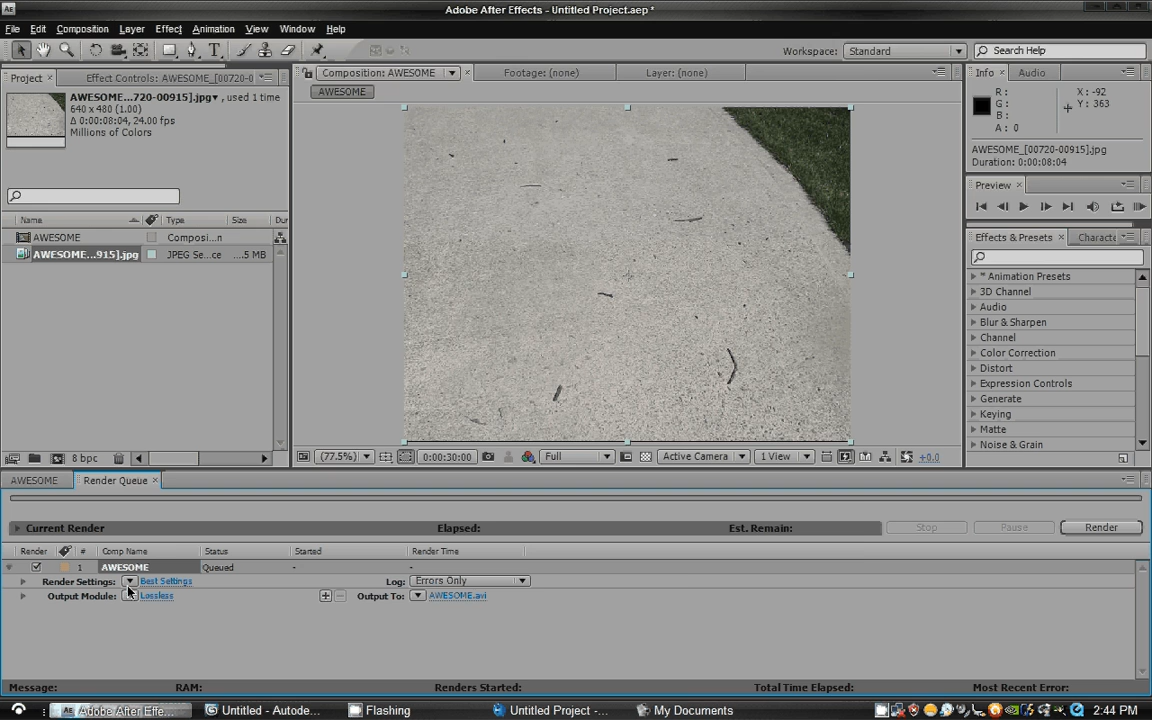 AE Adobe After Effects - Untitled Project.aep *
File Edit Composition Layer Effect Animation View Window Help
Workspace: Standard Search Help
Project × Effect Controls: AWESOME_[00720-0
AWESOME...720-00915].jpg▾ , used 1 time
640 x 480 (1.00)
Δ 0:00:08:04, 24.00 fps
Millions of Colors
Name Type Size Dur
AWESOME Composi...n
AWESOME...915].jpg JPEG Se...ce ....5 MB
8 bpc
Composition: AWESOME × Footage: (none) Layer: (none)
AWESOME
(77.5%) 0:00:30:00 Full Active Camera 1 View +0.0
Info × Audio
R: X: -92
G: Y: 363
B:
A: 0
AWESOME_[00720-00915].jpg
Duration: 0:00:08:04
Preview ×
Effects & Presets × Characte
* Animation Presets
3D Channel
Audio
Blur & Sharpen
Channel
Color Correction
Distort
Expression Controls
Generate
Keying
Matte
Noise & Grain
AWESOME Render Queue ×
Current Render Elapsed: Est. Remain: Stop Pause Render
Render # Comp Name Status Started Render Time
1 AWESOME Queued - -
Render Settings: Best Settings Log: Errors Only
Output Module: Lossless Output To: AWESOME.avi
Message: RAM: Renders Started: Total Time Elapsed: Most Recent Error:
AE Adobe After Effe... Untitled - Autode... Flashing Untitled Project -... My Documents 2:44 PM